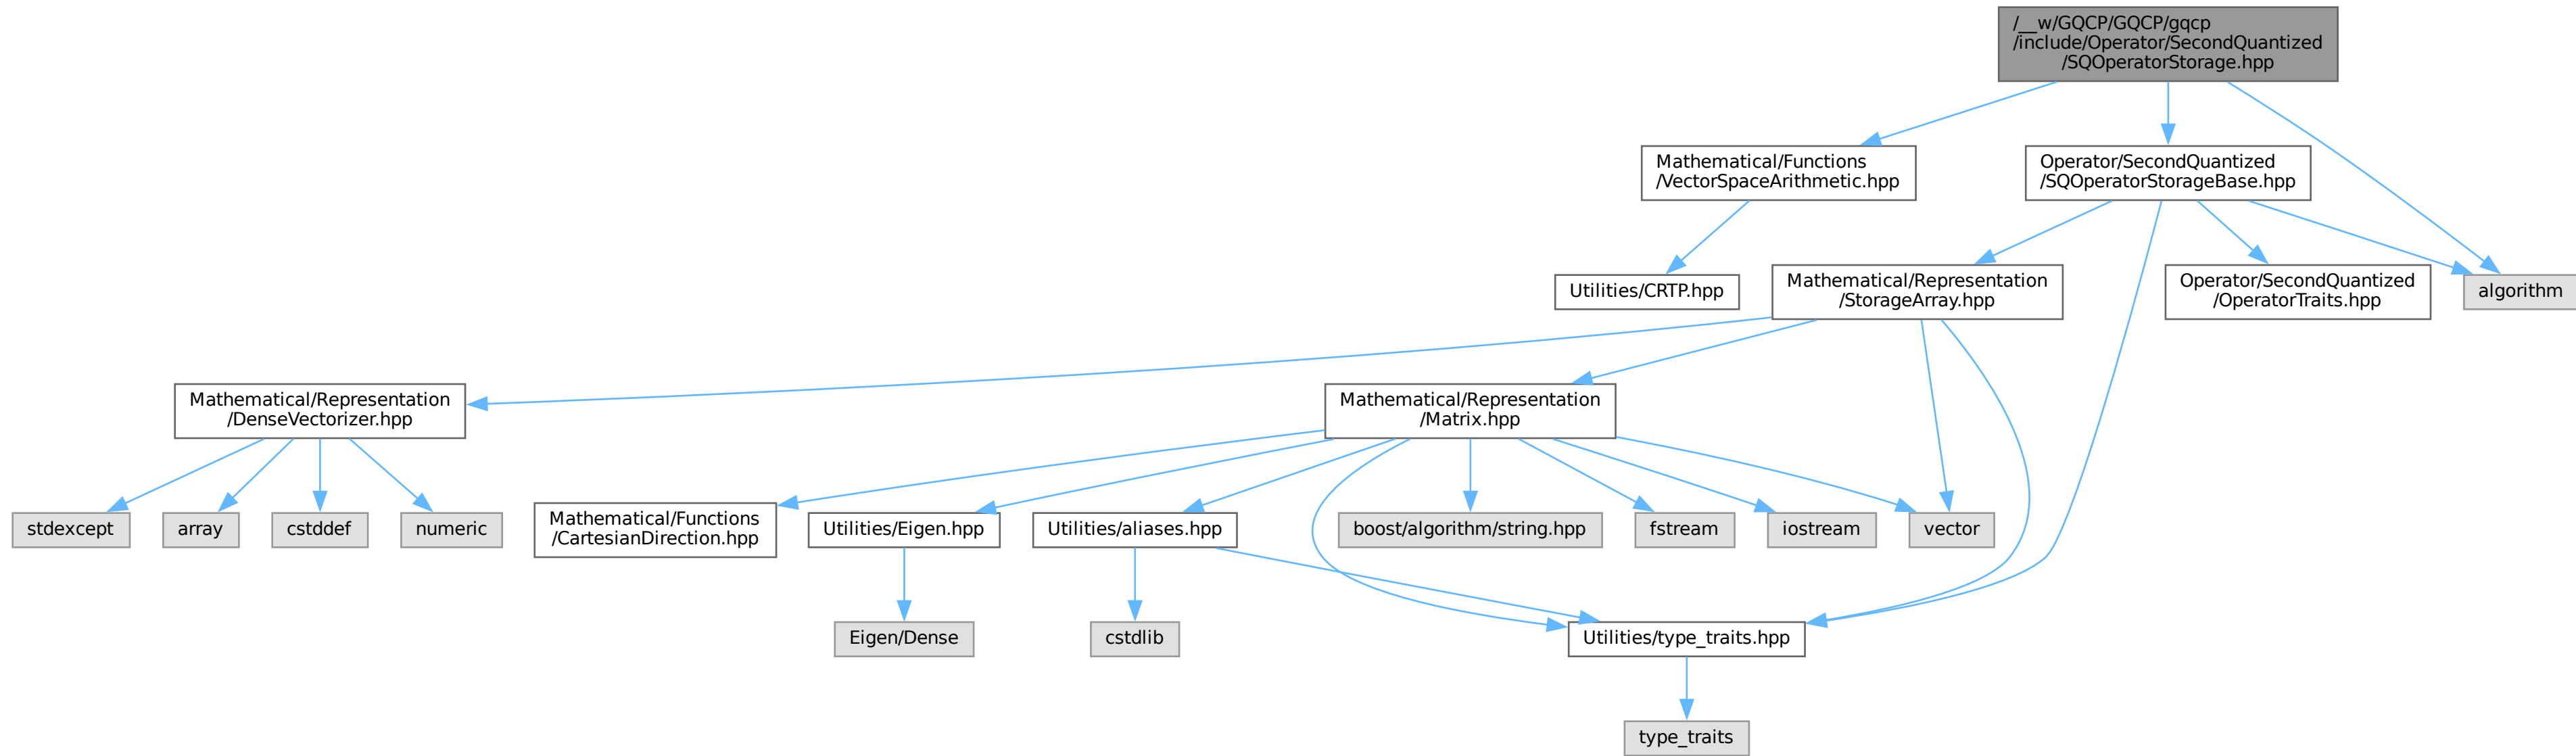 /__w/GQCP/GQCP/gqcp
/include/Operator/SecondQuantized
/SQOperatorStorage.hpp
Mathematical/Functions
/VectorSpaceArithmetic.hpp
Operator/SecondQuantized
/SQOperatorStorageBase.hpp
Utilities/CRTP.hpp
Mathematical/Representation
/StorageArray.hpp
Operator/SecondQuantized
/OperatorTraits.hpp
algorithm
Mathematical/Representation
/DenseVectorizer.hpp
Mathematical/Representation
/Matrix.hpp
stdexcept
array
cstddef
numeric
Mathematical/Functions
/CartesianDirection.hpp
Utilities/Eigen.hpp
Utilities/aliases.hpp
boost/algorithm/string.hpp
fstream
iostream
vector
Eigen/Dense
cstdlib
Utilities/type_traits.hpp
type_traits